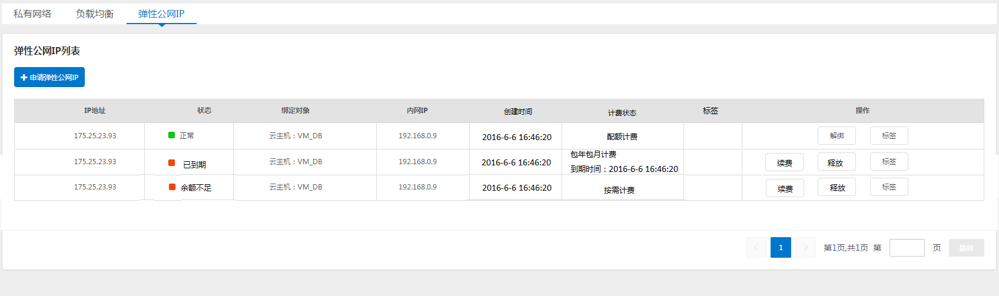 私有网络 负载均衡 弹性公网IP
弹性公网IP列表
申请弹性公网IP
IP地址 状态 绑定对象 内网IP 创建时间 计费状态 标签 操作
175.25.23.93 正常 云主机：VM_DB 192.168.0.9 2016-6-6 16:46:20 配额计费 解绑 标签
175.25.23.93 已到期 云主机：VM_DB 192.168.0.9 2016-6-6 16:46:20 包年包月计费 续费 释放 标签
到期时间：2016-6-6 16:46:20
175.25.23.93 余额不足 云主机：VM_DB 192.168.0.9 2016-6-6 16:46:20 按需计费 续费 释放 标签
1 第1页,共1页 第 页 跳转